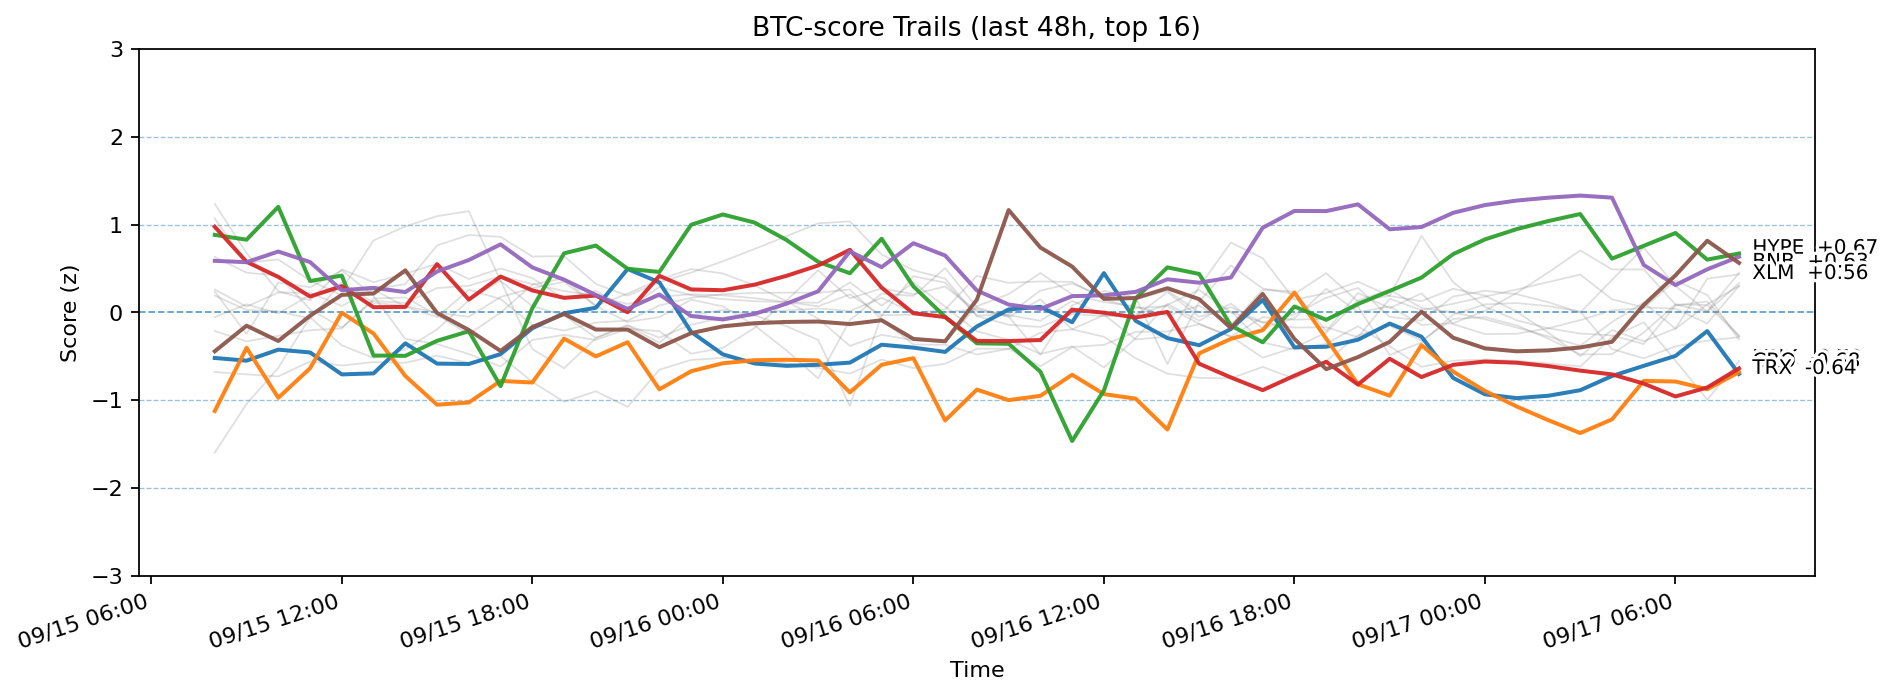 BTC-score Trails (last 48h, top 16)
Score (z)
3
2
1
0
−1
−2
−3
HYPE +0.67
BNB +0.63
XLM +0.56
TRX -0.64
09/15 06:00
09/15 12:00
09/15 18:00
09/16 00:00
09/16 06:00
09/16 12:00
09/16 18:00
09/17 00:00
09/17 06:00
Time